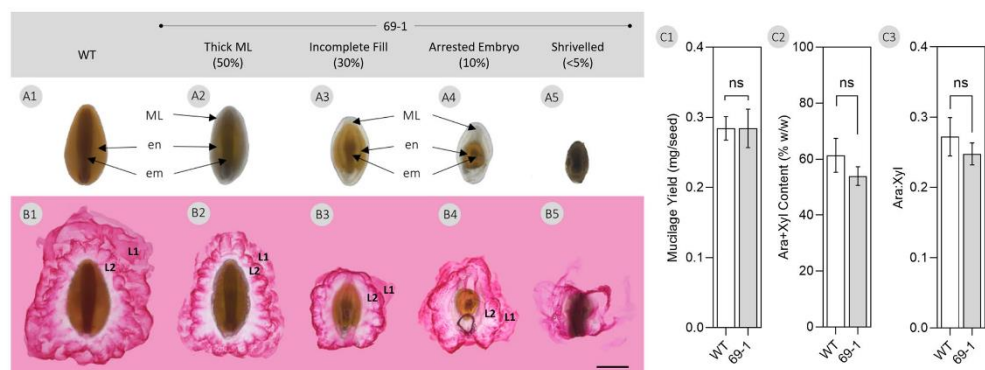 69-1
WT
Thick ML
(50%)
Incomplete Fill
(30%)
Arrested Embryo
(10%)
Shrivelled
(<5%)
A1
A2
A3
A4
A5
ML
en
em
ML
en
em
B1
B2
B3
B4
B5
L1
L2
L1
L2
L1
L2
L1
L2
C1
0.4
0.3
0.2
0.1
0.0
Mucilage Yield (mg/seed)
ns
WT
69-1
C2
100
80
60
40
20
0
Ara+Xyl Content (% w/w)
ns
WT
69-1
C3
0.4
0.3
0.2
0.1
0.0
Ara:Xyl
ns
WT
69-1